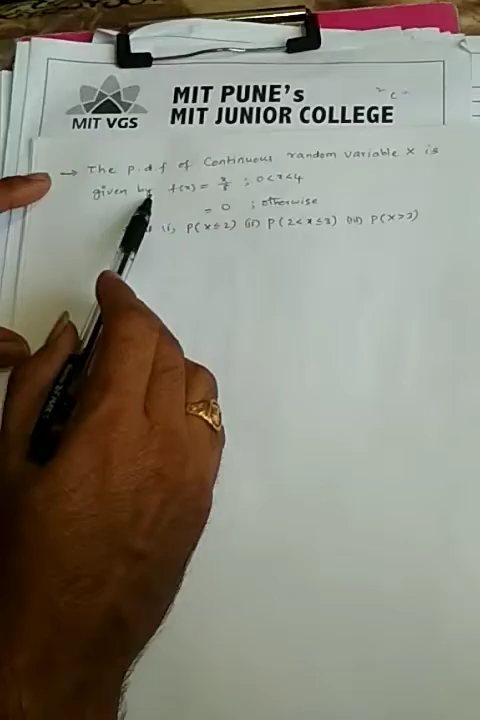 "c"
MIT PUNE's
MIT JUNIOR COLLEGE
MIT VGS
→ The p.d.f of Continuous random variable X is
given by f(x) = x/8 ; 0<x<4
= 0 ; otherwise
(i) P(x≤2) (ii) P(2<x≤3) (iii) P(X>3)